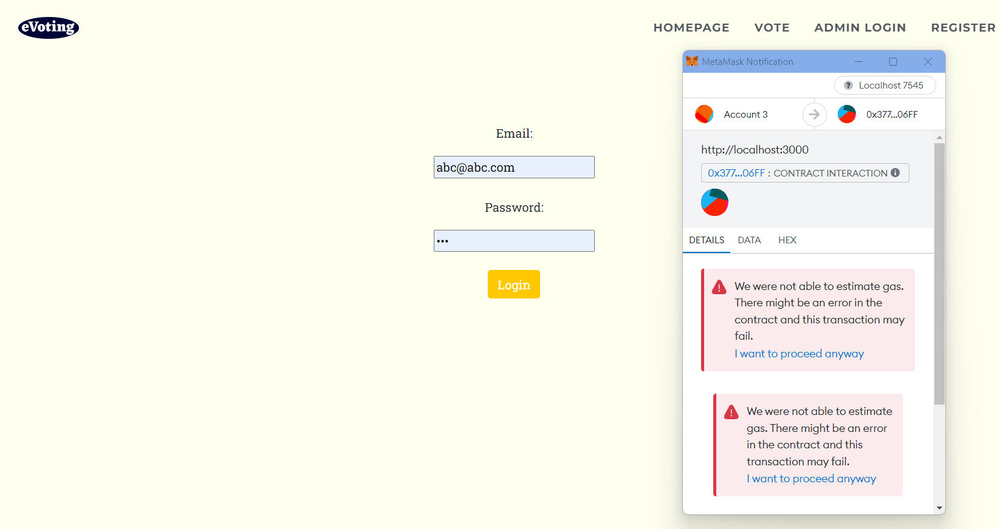 eVoting
HOMEPAGE VOTE ADMIN LOGIN REGISTER
Email:
abc@abc.com
Password:
•••
Login
MetaMask Notification
? Localhost 7545
Account 3
0x377...06FF
http://localhost:3000
0x377...06FF : CONTRACT INTERACTION
DETAILS DATA HEX
We were not able to estimate gas.
There might be an error in the
contract and this transaction may
fail.
I want to proceed anyway
We were not able to estimate
gas. There might be an error
in the contract and this
transaction may fail.
I want to proceed anyway